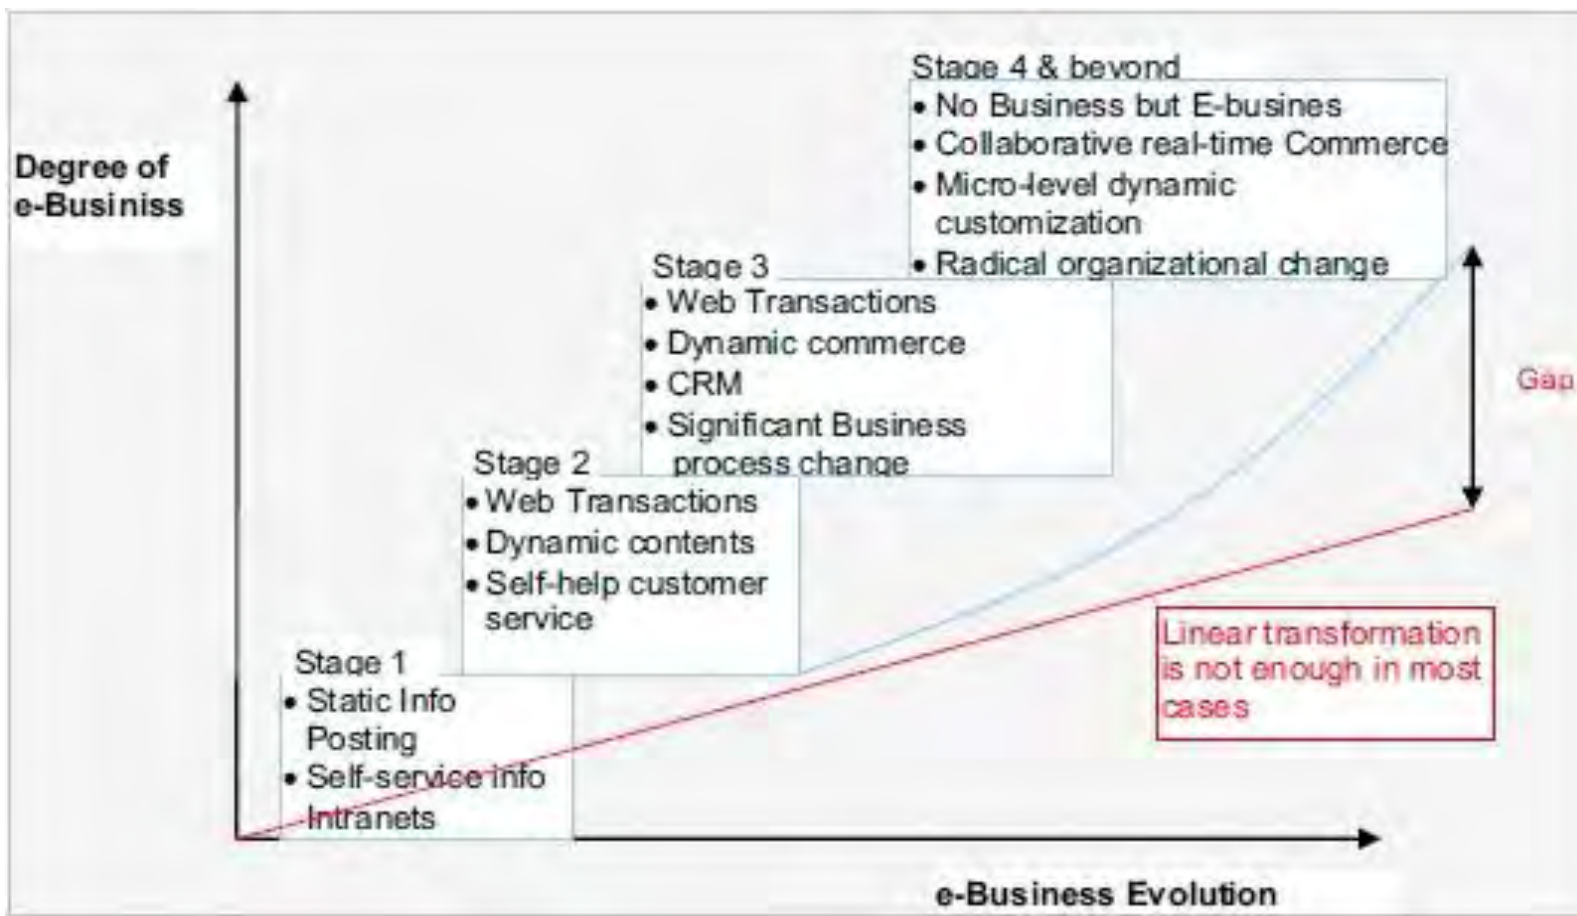 Stage 4 & beyond
• No Business but E-busines
• Collaborative real-time Commerce
• Micro-level dynamic
customization
• Radical organizational change
Degree of
e-Businiss
Stage 3
• Web Transactions
• Dynamic commerce
• CRM
• Significant Business
process change
Gap
Stage 2
• Web Transactions
• Dynamic contents
• Self-help customer
service
Linear transformation
is not enough in most
cases
Stage 1
• Static Info
Posting
• Self-service info
Intranets
e-Business Evolution